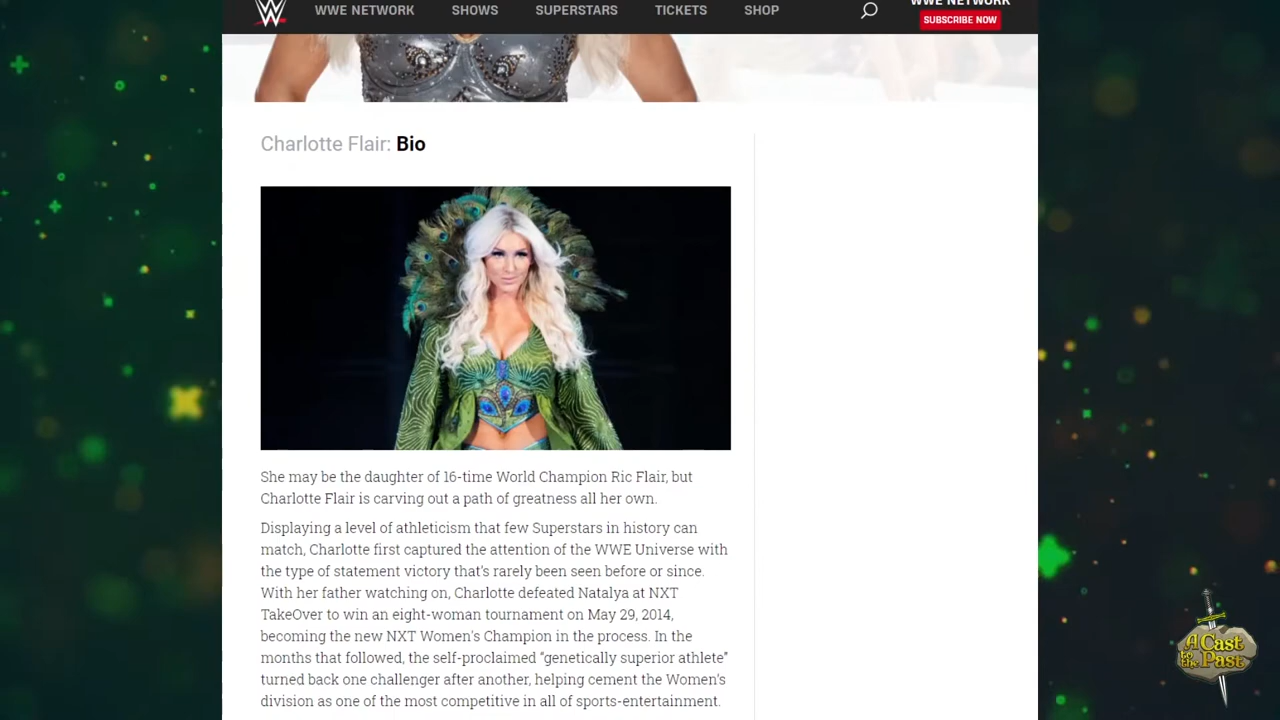 WWE NETWORK
SHOWS
SUPERSTARS
TICKETS
SHOP
WWE NETWORK
SUBSCRIBE NOW
Charlotte Flair: Bio
She may be the daughter of 16-time World Champion Ric Flair, but
Charlotte Flair is carving out a path of greatness all her own.
Displaying a level of athleticism that few Superstars in history can
match, Charlotte first captured the attention of the WWE Universe with
the type of statement victory that's rarely been seen before or since.
With her father watching on, Charlotte defeated Natalya at NXT
TakeOver to win an eight-woman tournament on May 29, 2014,
becoming the new NXT Women's Champion in the process. In the
months that followed, the self-proclaimed “genetically superior athlete”
turned back one challenger after another, helping cement the Women's
division as one of the most competitive in all of sports-entertainment.
A Cast
to the Past